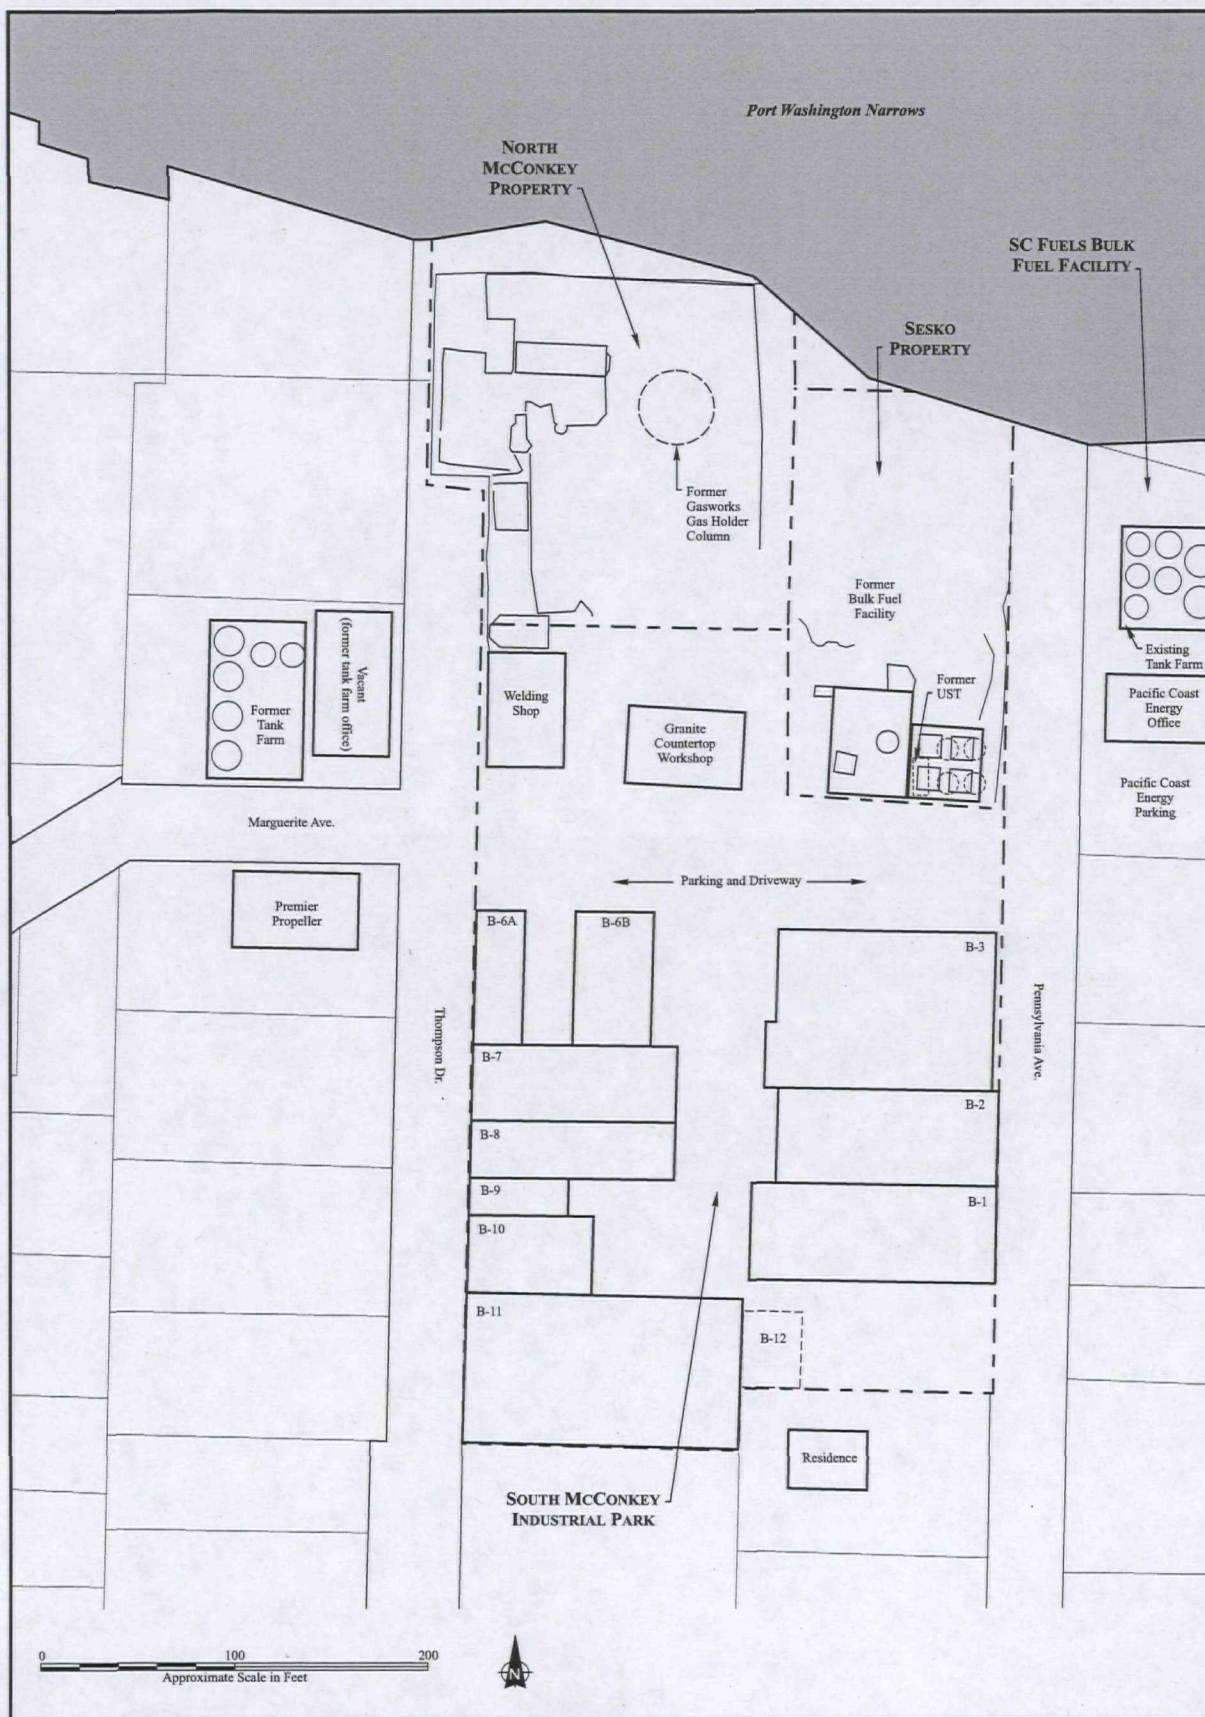 Port Washington Narrows
NORTH
MCCONKEY
PROPERTY
SC FUELS BULK
FUEL FACILITY
SESKO
PROPERTY
Former
Gasworks
Gas Holder
Column
Former
Bulk Fuel
Facility
Existing
Tank Farm
Vacant
(former tank farm office)
Former
Tank
Farm
Welding
Shop
Granite
Countertop
Workshop
Former
UST
Pacific Coast
Energy
Office
Pacific Coast
Energy
Parking
Marguerite Ave.
Parking and Driveway
Premier
Propeller
B-6A
B-6B
B-3
Thompson Dr.
Pennsylvania Ave.
B-7
B-2
B-8
B-9
B-1
B-10
B-11
B-12
Residence
SOUTH MCCONKEY
INDUSTRIAL PARK
0 100 200
Approximate Scale in Feet
N